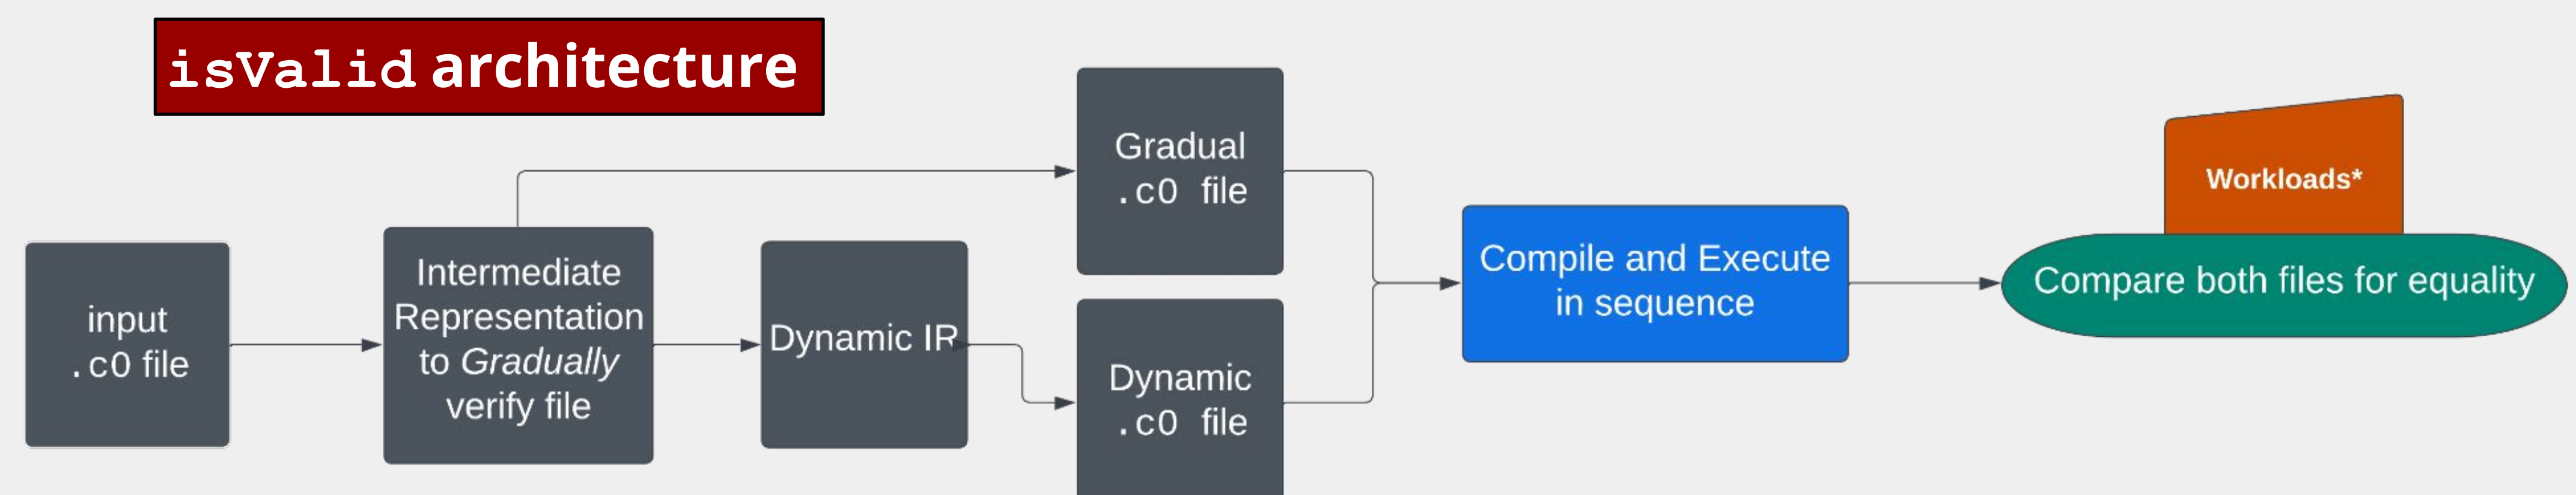 isValid architecture
input
.c0 file
Intermediate
Representation
to Gradually
verify file
Dynamic IR
Gradual
.c0 file
Dynamic
.c0 file
Compile and Execute
in sequence
Workloads*
Compare both files for equality